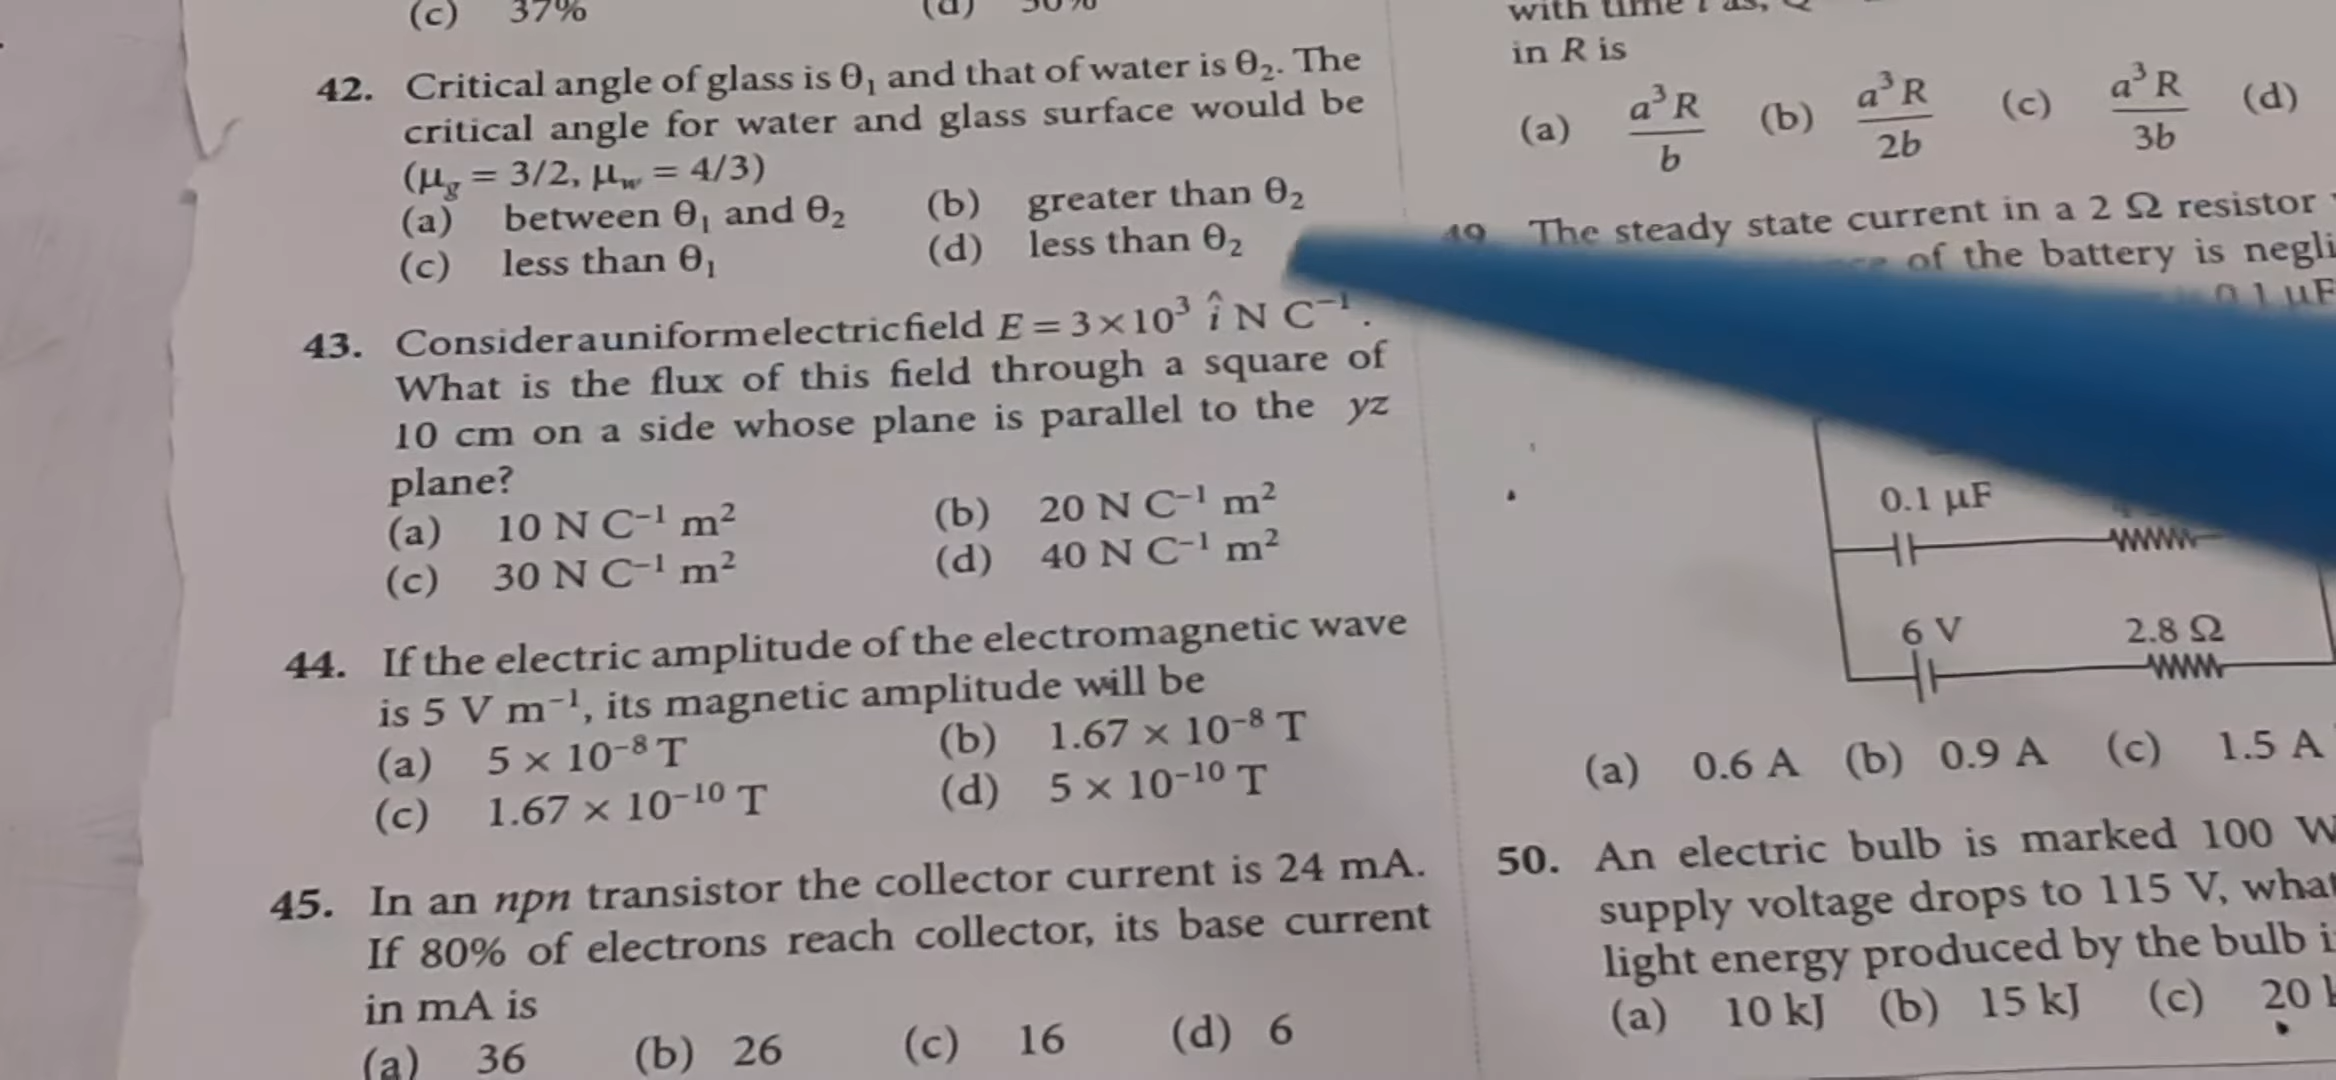 (c) 37%
42. Critical angle of glass is θ₁ and that of water is θ₂. The
critical angle for water and glass surface would be
(μg = 3/2, μw = 4/3)
(a) between θ₁ and θ₂ (b) greater than θ₂
(c) less than θ₁ (d) less than θ₂
43. Consider a uniform electric field E = 3×10³ î N C⁻¹.
What is the flux of this field through a square of
10 cm on a side whose plane is parallel to the yz
plane?
(a) 10 N C⁻¹ m² (b) 20 N C⁻¹ m²
(c) 30 N C⁻¹ m² (d) 40 N C⁻¹ m²
44. If the electric amplitude of the electromagnetic wave
is 5 V m⁻¹, its magnetic amplitude will be
(a) 5 × 10⁻⁸ T (b) 1.67 × 10⁻⁸ T
(c) 1.67 × 10⁻¹⁰ T (d) 5 × 10⁻¹⁰ T
45. In an npn transistor the collector current is 24 mA.
If 80% of electrons reach collector, its base current
in mA is
(a) 36 (b) 26 (c) 16 (d) 6
with time t as,
in R is
(a) a³R/b (b) a³R/2b (c) a³R/3b (d)
49. The steady state current in a 2 Ω resistor
of the battery is
0.1 μF
0.1 μF
6 V 2.8 Ω
(a) 0.6 A (b) 0.9 A (c) 1.5 A
50. An electric bulb is marked 100 W
supply voltage drops to 115 V, what
light energy produced by the bulb
(a) 10 kJ (b) 15 kJ (c) 20